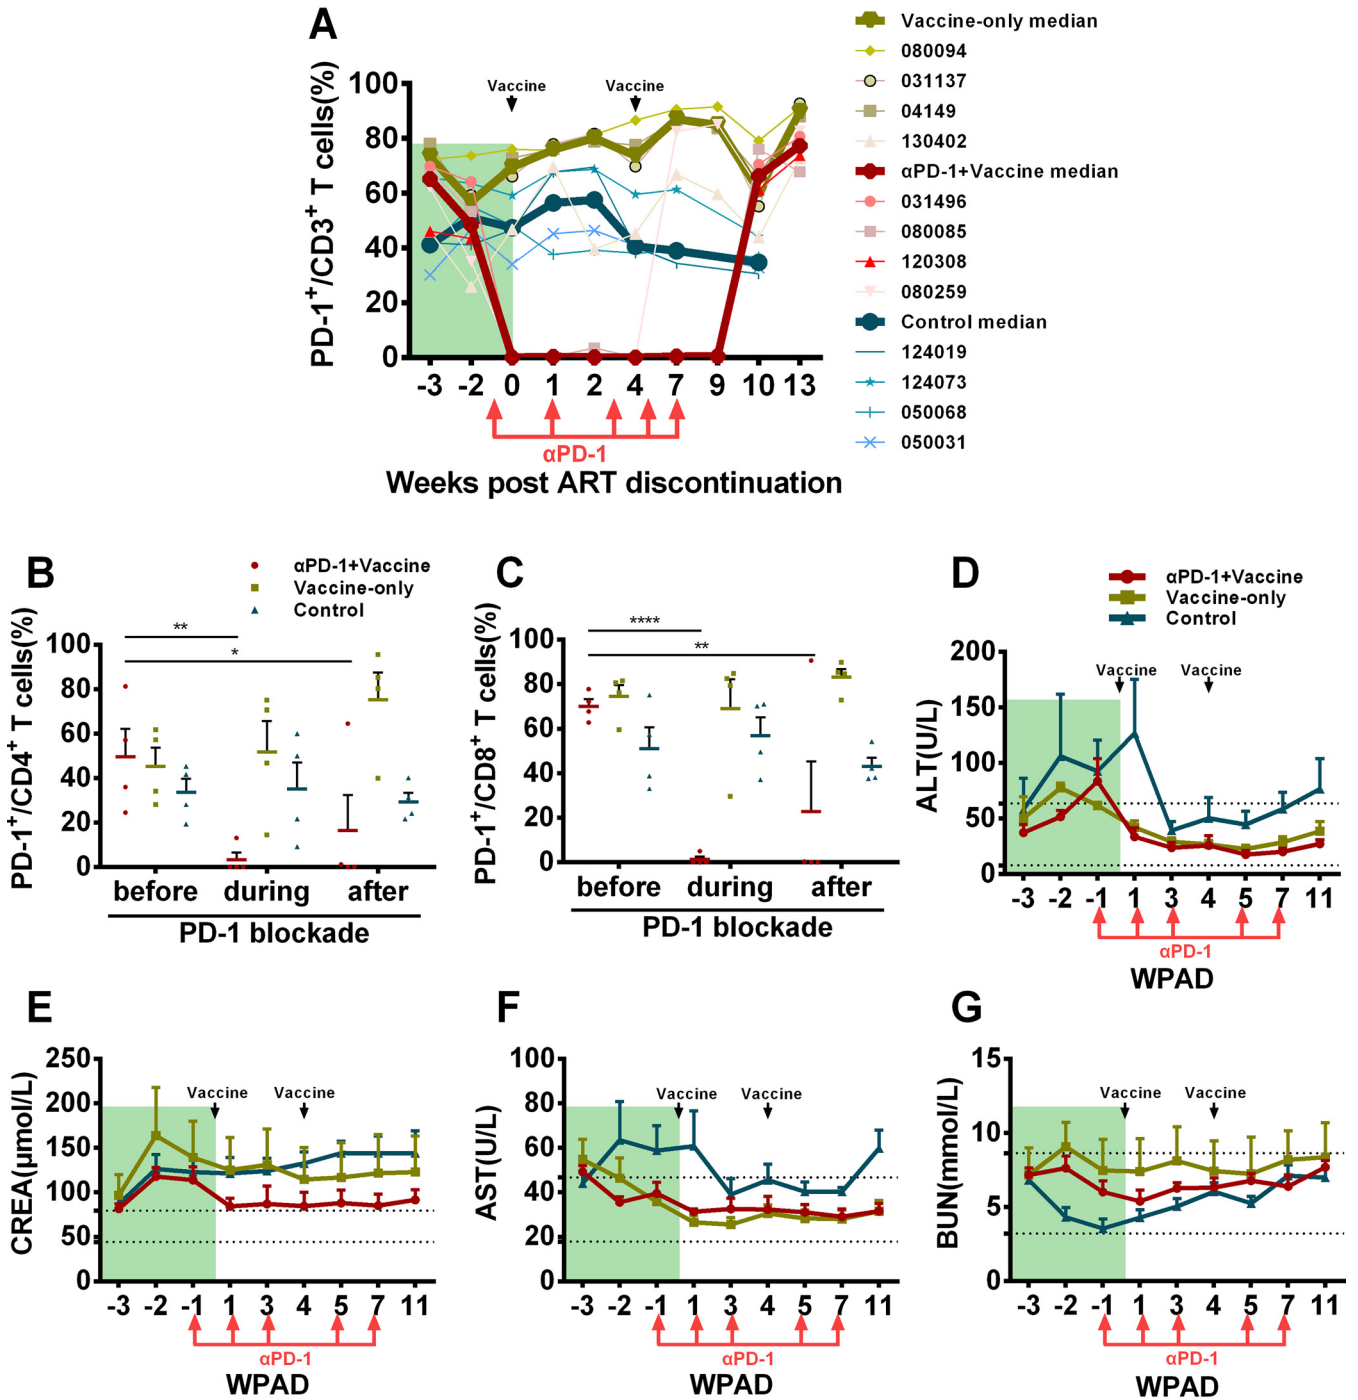 A
Vaccine-only median
080094
031137
04149
130402
αPD-1+Vaccine median
031496
080085
120308
080259
Control median
124019
124073
050068
050031
PD-1+/CD3+ T cells(%)
100
80
60
40
20
0
Vaccine Vaccine
-3 -2 0 1 2 4 7 9 10 13
αPD-1
Weeks post ART discontinuation
B
αPD-1+Vaccine
Vaccine-only
Control
PD-1+/CD4+ T cells(%)
100
80
60
40
20
0
**
*
before during after
PD-1 blockade
C
PD-1+/CD8+ T cells(%)
100
80
60
40
20
0
****
**
before during after
PD-1 blockade
D
αPD-1+Vaccine
Vaccine-only
Control
ALT(U/L)
200
150
100
50
0
Vaccine Vaccine
-3 -2 -1 1 3 4 5 7 11
αPD-1
WPAD
E
CREA(μmol/L)
250
200
150
100
50
0
Vaccine Vaccine
-3 -2 -1 1 3 4 5 7 11
αPD-1
WPAD
F
AST(U/L)
100
80
60
40
20
0
Vaccine Vaccine
-3 -2 -1 1 3 4 5 7 11
αPD-1
WPAD
G
BUN(mmol/L)
15
10
5
0
Vaccine Vaccine
-3 -2 -1 1 3 4 5 7 11
αPD-1
WPAD